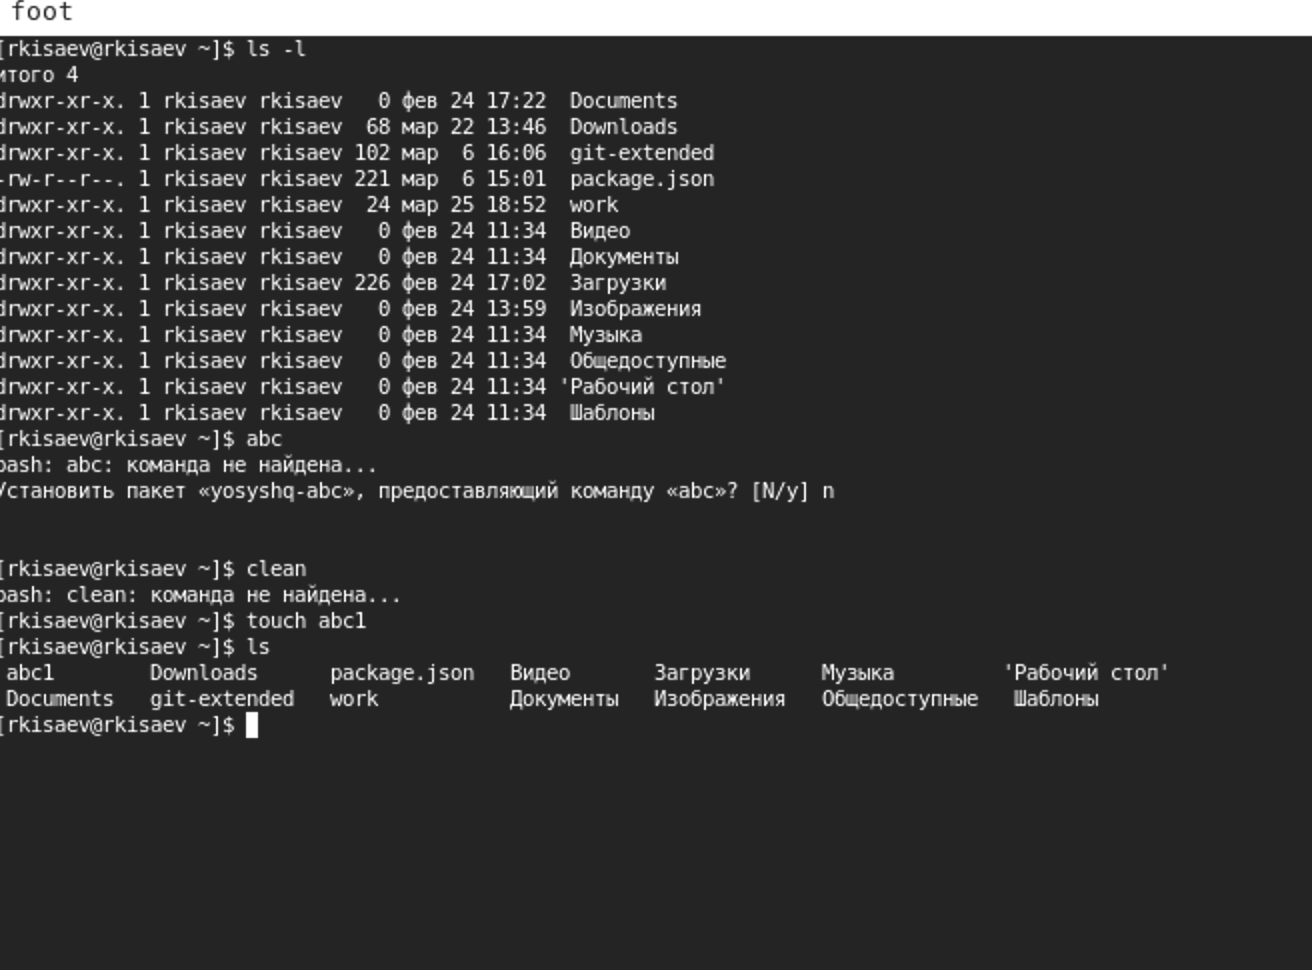 foot
[rkisaev@rkisaev ~]$ ls -l
итого 4
drwxr-xr-x. 1 rkisaev rkisaev   0 фев 24 17:22  Documents
drwxr-xr-x. 1 rkisaev rkisaev  68 мар 22 13:46  Downloads
drwxr-xr-x. 1 rkisaev rkisaev 102 мар  6 16:06  git-extended
-rw-r--r--. 1 rkisaev rkisaev 221 мар  6 15:01  package.json
drwxr-xr-x. 1 rkisaev rkisaev  24 мар 25 18:52  work
drwxr-xr-x. 1 rkisaev rkisaev   0 фев 24 11:34  Видео
drwxr-xr-x. 1 rkisaev rkisaev   0 фев 24 11:34  Документы
drwxr-xr-x. 1 rkisaev rkisaev 226 фев 24 17:02  Загрузки
drwxr-xr-x. 1 rkisaev rkisaev   0 фев 24 13:59  Изображения
drwxr-xr-x. 1 rkisaev rkisaev   0 фев 24 11:34  Музыка
drwxr-xr-x. 1 rkisaev rkisaev   0 фев 24 11:34  Общедоступные
drwxr-xr-x. 1 rkisaev rkisaev   0 фев 24 11:34 'Рабочий стол'
drwxr-xr-x. 1 rkisaev rkisaev   0 фев 24 11:34  Шаблоны
[rkisaev@rkisaev ~]$ abc
bash: abc: команда не найдена...
Установить пакет «yosyshq-abc», предоставляющий команду «abc»? [N/y] n
[rkisaev@rkisaev ~]$ clean
bash: clean: команда не найдена...
[rkisaev@rkisaev ~]$ touch abc1
[rkisaev@rkisaev ~]$ ls
abc1        Downloads      package.json   Видео       Загрузки      Музыка         'Рабочий стол'
Documents   git-extended   work           Документы   Изображения   Общедоступные   Шаблоны
[rkisaev@rkisaev ~]$